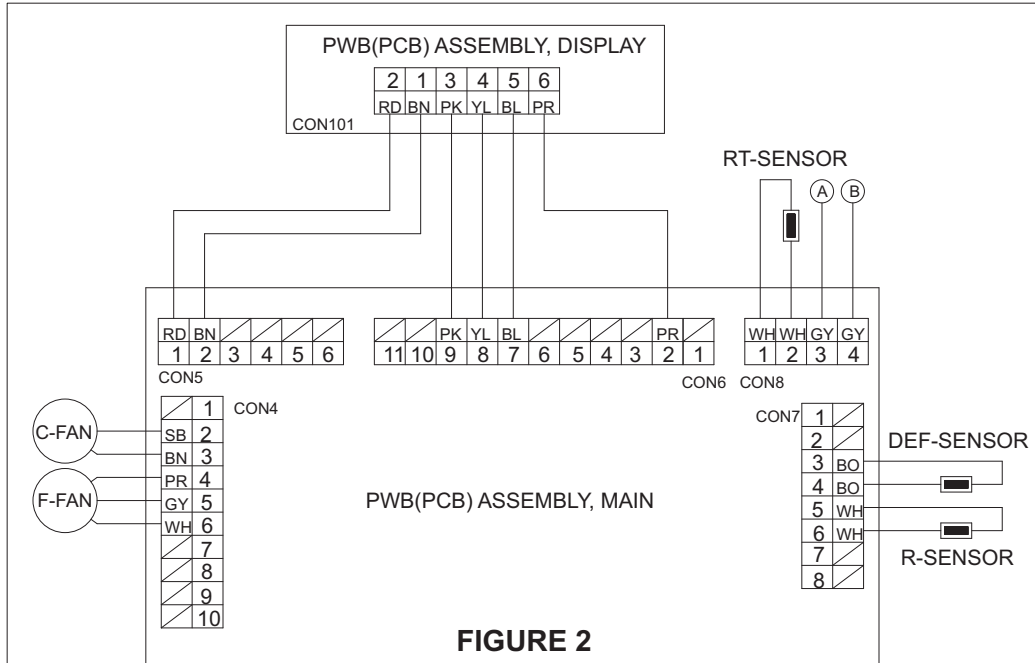 PWB(PCB) ASSEMBLY, DISPLAY
2 1 3 4 5 6
RD BN PK YL BL PR
CON101
RT-SENSOR
A B
RD BN
1 2 3 4 5 6
CON5
PK YL BL PR
11 10 9 8 7 6 5 4 3 2 1
CON6
WH WH GY GY
1 2 3 4
CON8
C-FAN
F-FAN
CON4
1
SB 2
BN 3
PR 4
GY 5
WH 6
7
8
9
10
PWB(PCB) ASSEMBLY, MAIN
CON7
1
2
3 BO
4 BO
5 WH
6 WH
7
8
DEF-SENSOR
R-SENSOR
FIGURE 2